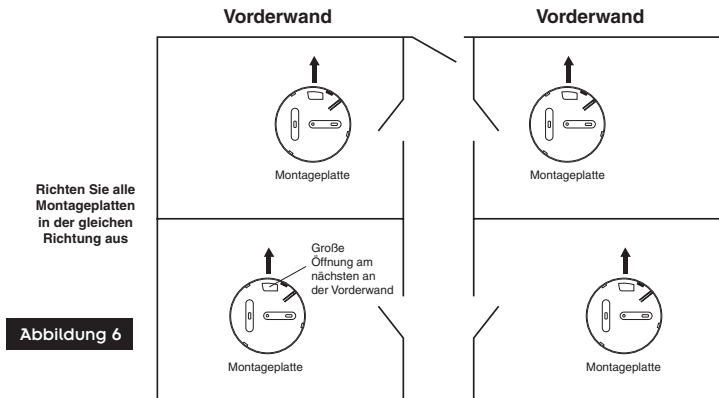 Vorderwand
Vorderwand
Montageplatte
Montageplatte
Richten Sie alle
Montageplatten
in der gleichen
Richtung aus
Große
Öffnung am
nächsten an
der Vorderwand
Abbildung 6
Montageplatte
Montageplatte